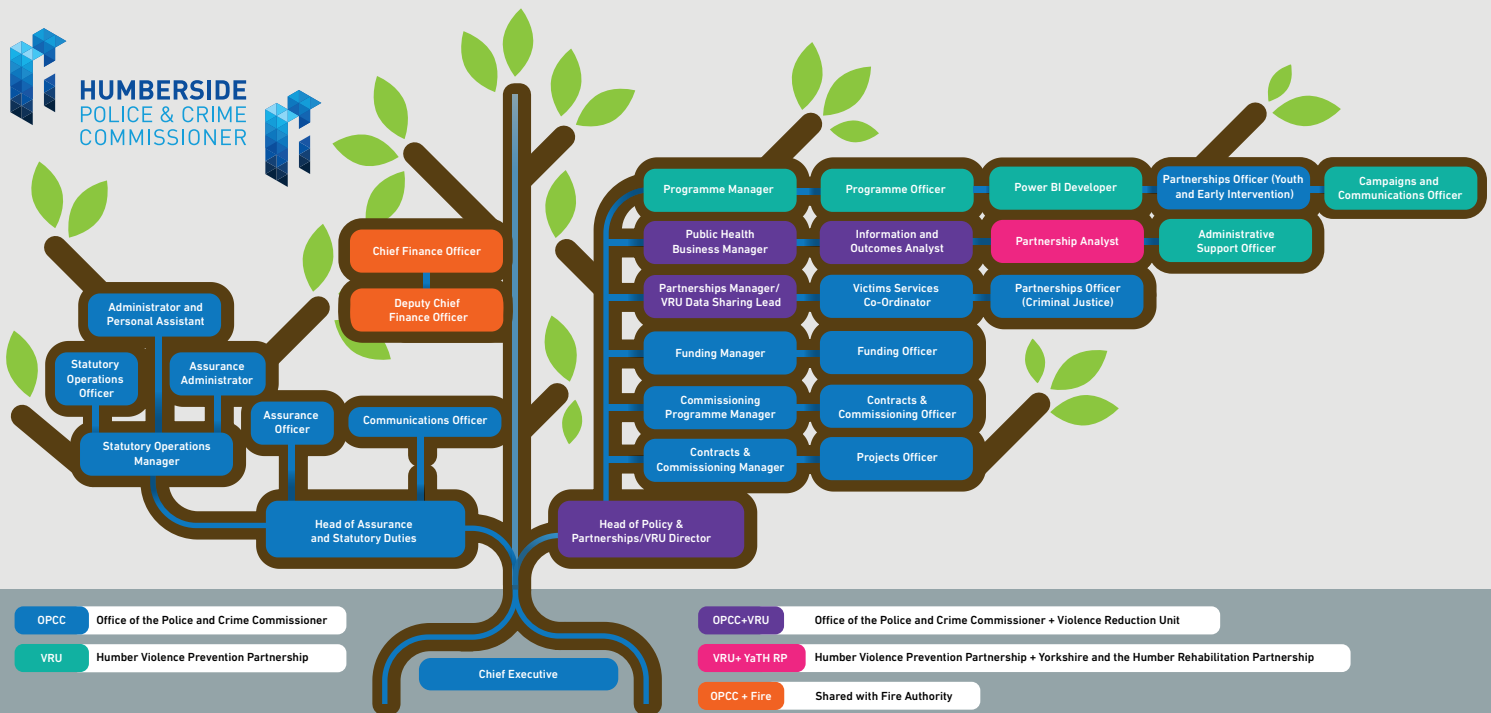 HUMBERSIDE
POLICE & CRIME
COMMISSIONER
Programme Manager
Programme Officer
Power BI Developer
Partnerships Officer (Youth
and Early Intervention)
Campaigns and
Communications Officer
Public Health
Business Manager
Information and
Outcomes Analyst
Partnership Analyst
Administrative
Support Officer
Chief Finance Officer
Partnerships Manager/
VRU Data Sharing Lead
Victims Services
Co-Ordinator
Partnerships Officer
(Criminal Justice)
Deputy Chief
Finance Officer
Administrator and
Personal Assistant
Funding Manager
Funding Officer
Statutory
Operations
Officer
Assurance
Administrator
Commissioning
Programme Manager
Contracts &
Commissioning Officer
Assurance
Officer
Communications Officer
Statutory Operations
Manager
Contracts &
Commissioning Manager
Projects Officer
Head of Assurance
and Statutory Duties
Head of Policy &
Partnerships/VRU Director
Chief Executive
OPCC Office of the Police and Crime Commissioner
VRU Humber Violence Prevention Partnership
OPCC+VRU Office of the Police and Crime Commissioner + Violence Reduction Unit
VRU+ YaTH RP Humber Violence Prevention Partnership + Yorkshire and the Humber Rehabilitation Partnership
OPCC + Fire Shared with Fire Authority